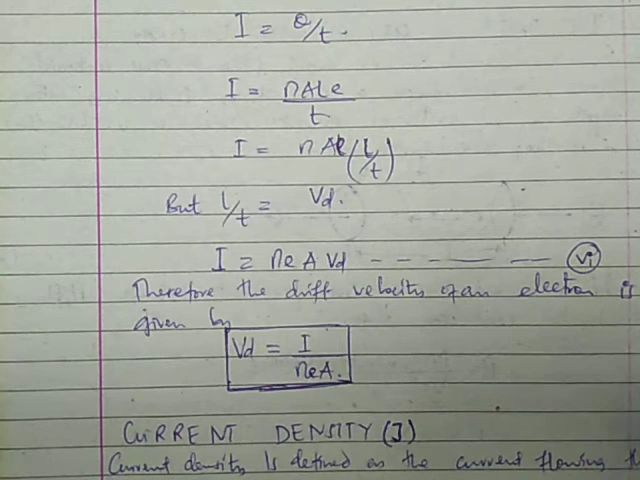 I = Q/t.
I = nAle/t
I = nAe(l/t)
But l/t = Vd.
I = neAVd - - - - - - (vi)
Therefore the drift velocity of an electron is
given by
Vd = I/neA.
CURRENT DENSITY (J)
Current density is defined as the current flowing th